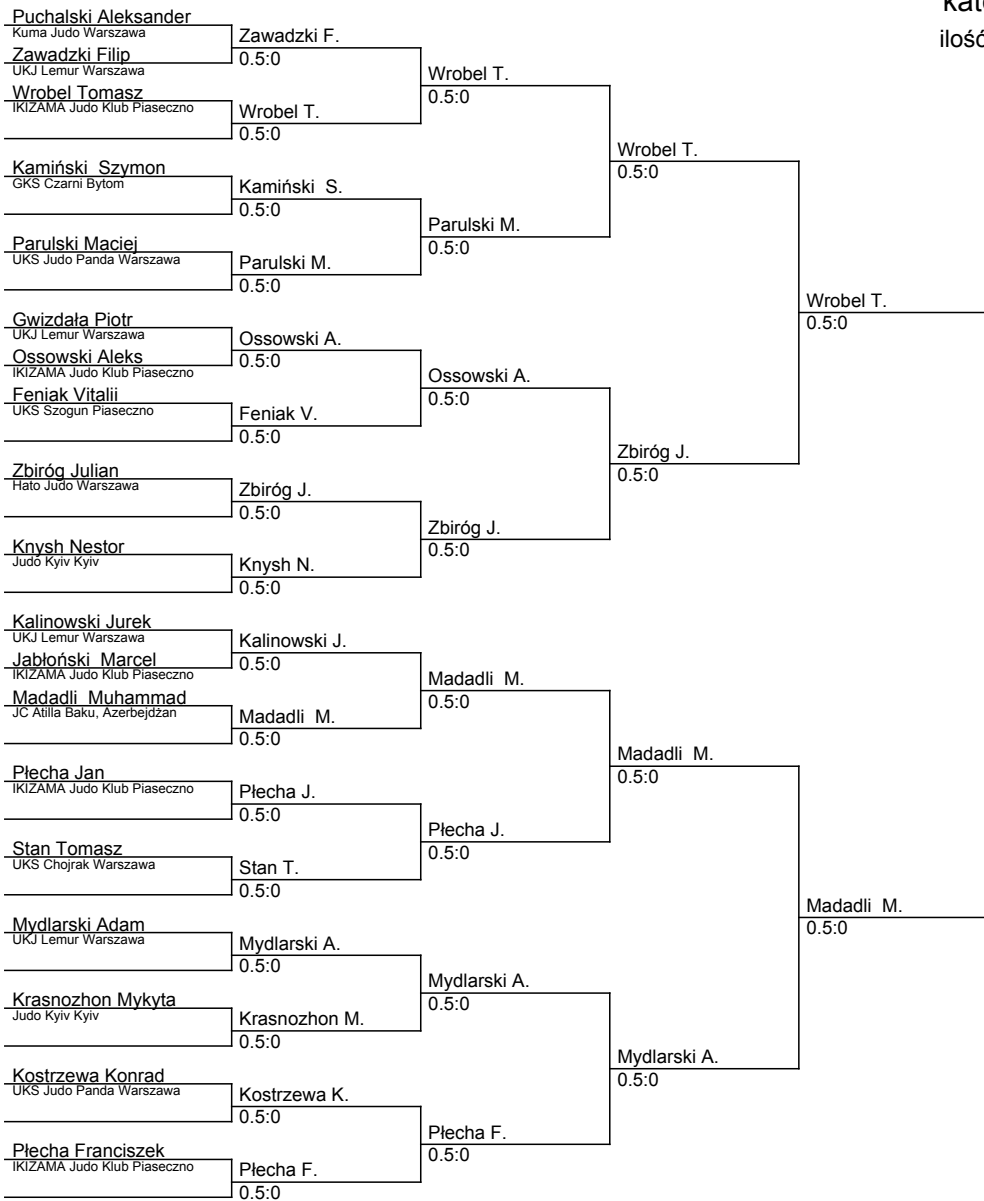 Puchalski Aleksander
Kuma Judo Warszawa
Zawadzki Filip
UKJ Lemur Warszawa
Wrobel Tomasz
IKIZAMA Judo Klub Piaseczno
Kamiński  Szymon
GKS Czarni Bytom
Parulski Maciej
UKS Judo Panda Warszawa
Gwizdała Piotr
UKJ Lemur Warszawa
Ossowski Aleks
IKIZAMA Judo Klub Piaseczno
Feniak Vitalii
UKS Szogun Piaseczno
Zbiróg Julian
Hato Judo Warszawa
Knysh Nestor
Judo Kyiv Kyiv
Kalinowski Jurek
UKJ Lemur Warszawa
Jabłoński  Marcel
IKIZAMA Judo Klub Piaseczno
Madadli  Muhammad
JC Atilla Baku, Azerbejdżan
Płecha Jan
IKIZAMA Judo Klub Piaseczno
Stan Tomasz
UKS Chojrak Warszawa
Mydlarski Adam
UKJ Lemur Warszawa
Krasnozhon Mykyta
Judo Kyiv Kyiv
Kostrzewa Konrad
UKS Judo Panda Warszawa
Płecha Franciszek
IKIZAMA Judo Klub Piaseczno
Zawadzki F.
0.5:0
Wrobel T.
0.5:0
Kamiński  S.
0.5:0
Parulski M.
0.5:0
Ossowski A.
0.5:0
Feniak V.
0.5:0
Zbiróg J.
0.5:0
Knysh N.
0.5:0
Kalinowski J.
0.5:0
Madadli  M.
0.5:0
Płecha J.
0.5:0
Stan T.
0.5:0
Mydlarski A.
0.5:0
Krasnozhon M.
0.5:0
Kostrzewa K.
0.5:0
Płecha F.
0.5:0
Wrobel T.
0.5:0
Parulski M.
0.5:0
Ossowski A.
0.5:0
Zbiróg J.
0.5:0
Madadli  M.
0.5:0
Płecha J.
0.5:0
Mydlarski A.
0.5:0
Płecha F.
0.5:0
Wrobel T.
0.5:0
Zbiróg J.
0.5:0
Madadli  M.
0.5:0
Mydlarski A.
0.5:0
Wrobel T.
0.5:0
Madadli  M.
0.5:0